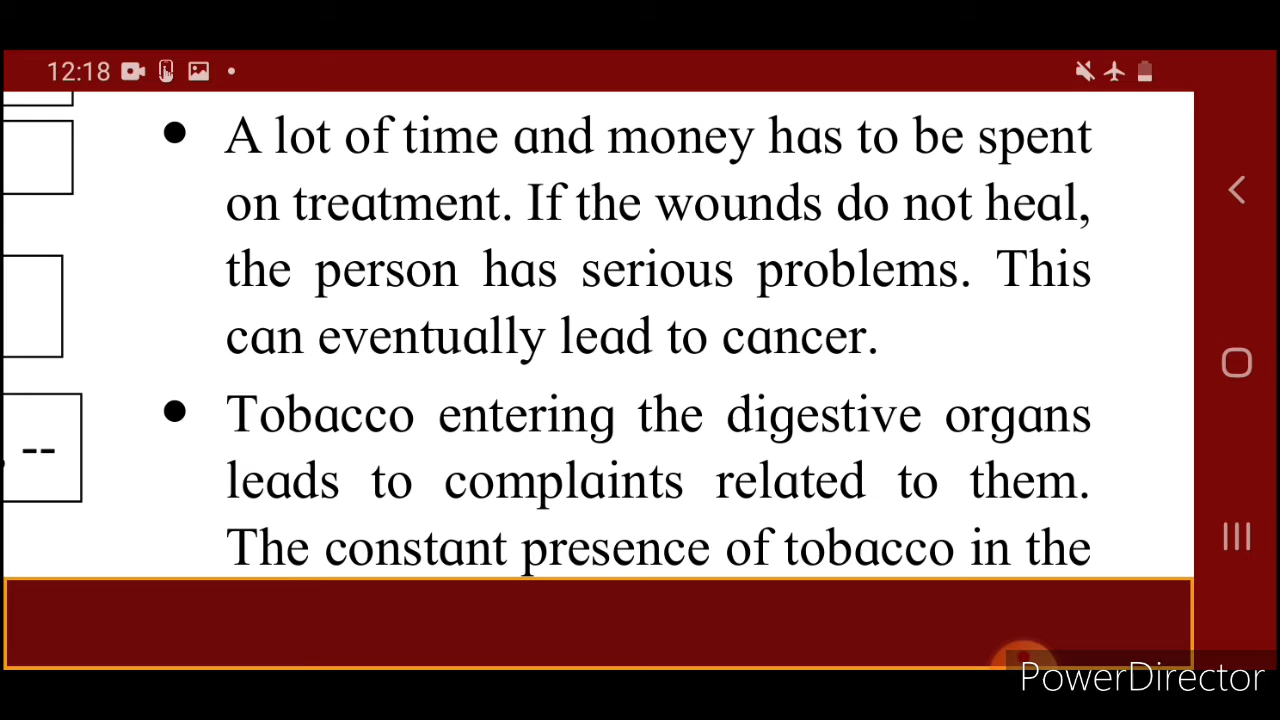 12:18
• A lot of time and money has to be spent
on treatment. If the wounds do not heal,
the person has serious problems. This
can eventually lead to cancer.
• Tobacco entering the digestive organs
leads to complaints related to them.
The constant presence of tobacco in the
--
PowerDirector